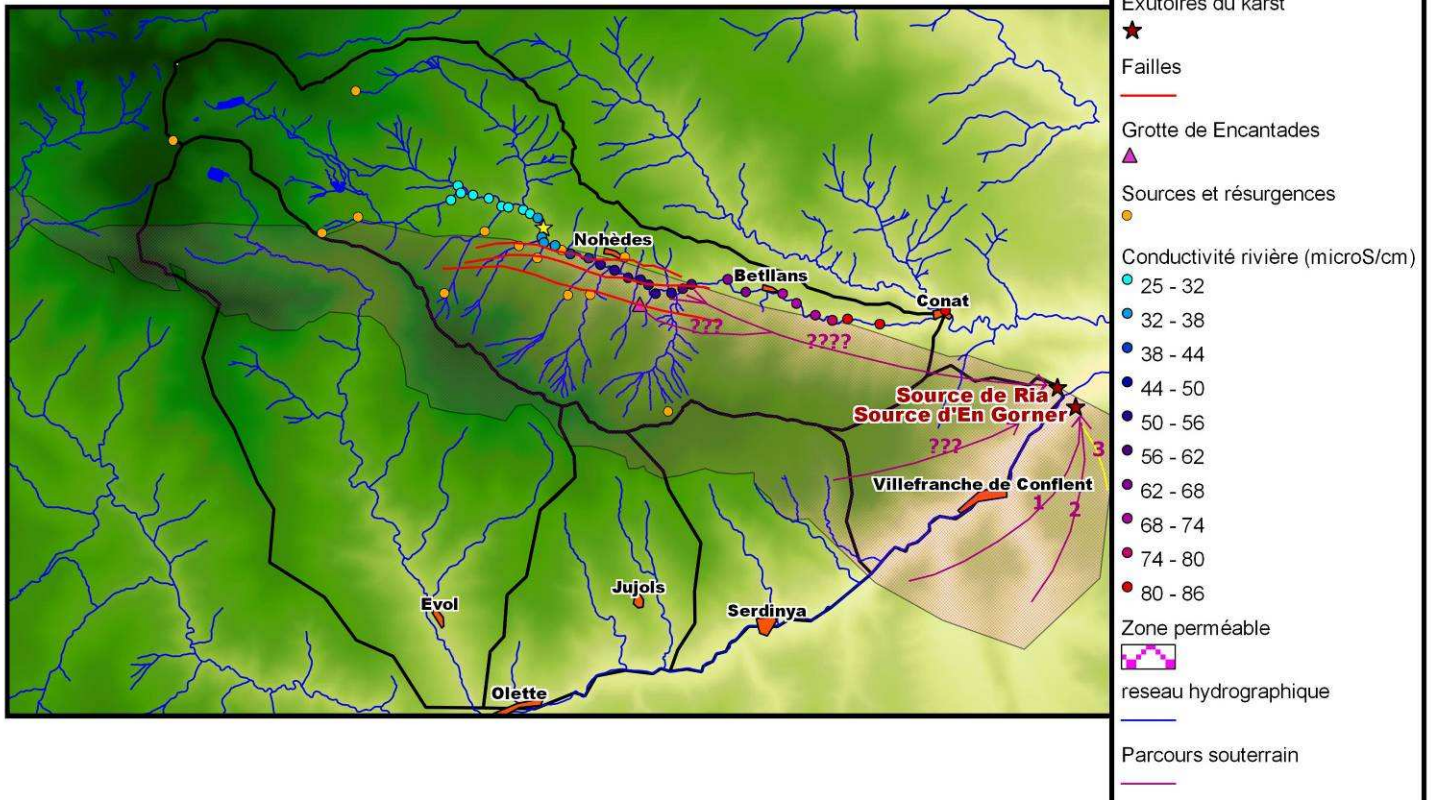 Nohèdes
Betllans
Conat
???
????
Source de Ria
Source d'En Gorner
???
3
Villefranche de Conflent
1
2
Jujols
Evol
Serdinya
Olette
Exutoires du karst
Failles
Grotte de Encantades
Sources et résurgences
Conductivité rivière (microS/cm)
25 - 32
32 - 38
38 - 44
44 - 50
50 - 56
56 - 62
62 - 68
68 - 74
74 - 80
80 - 86
Zone perméable
reseau hydrographique
Parcours souterrain